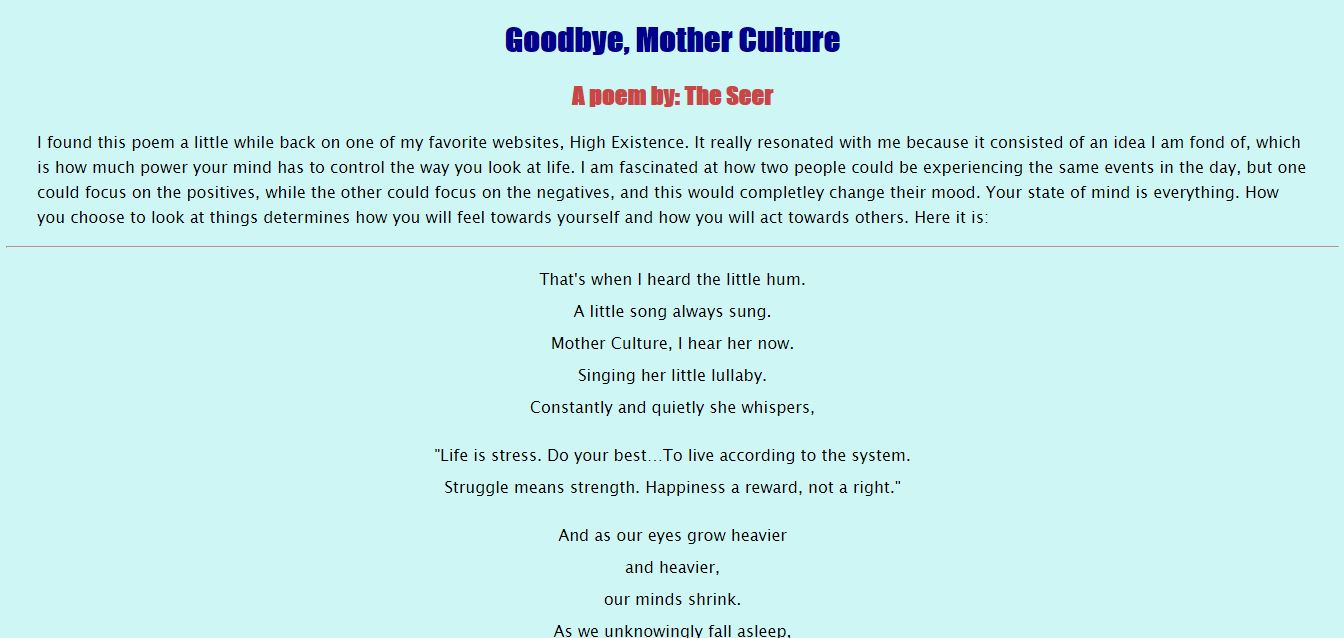 Goodbye, Mother Culture
A poem by: The Seer
I found this poem a little while back on one of my favorite websites, High Existence. It really resonated with me because it consisted of an idea I am fond of, which
is how much power your mind has to control the way you look at life. I am fascinated at how two people could be experiencing the same events in the day, but one
could focus on the positives, while the other could focus on the negatives, and this would completley change their mood. Your state of mind is everything. How
you choose to look at things determines how you will feel towards yourself and how you will act towards others. Here it is:
That's when I heard the little hum.
A little song always sung.
Mother Culture, I hear her now.
Singing her little lullaby.
Constantly and quietly she whispers,
"Life is stress. Do your best…To live according to the system.
Struggle means strength. Happiness a reward, not a right."
And as our eyes grow heavier
and heavier,
our minds shrink.
As we unknowingly fall asleep,